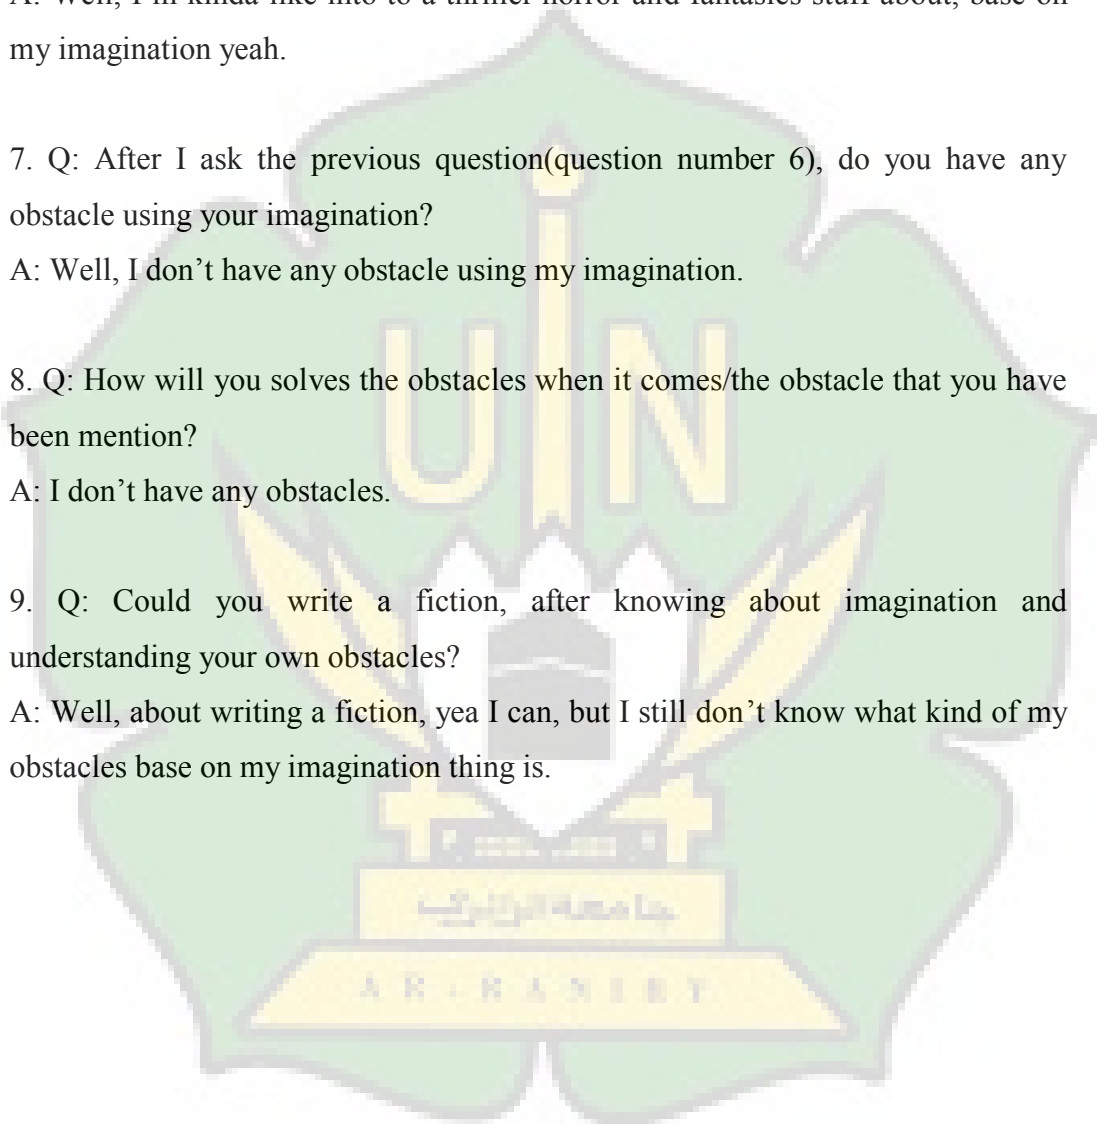 A: Well, I'm kinda like into to a thriller horror and fantasies stuff about, base on
my imagination yeah.
7. Q: After I ask the previous question(question number 6), do you have any
obstacle using your imagination?
A: Well, I don’t have any obstacle using my imagination.
8. Q: How will you solves the obstacles when it comes/the obstacle that you have
been mention?
A: I don’t have any obstacles.
9. Q: Could you write a fiction, after knowing about imagination and
understanding your own obstacles?
A: Well, about writing a fiction, yea I can, but I still don’t know what kind of my
obstacles base on my imagination thing is.
UIN
AR-RANIRY